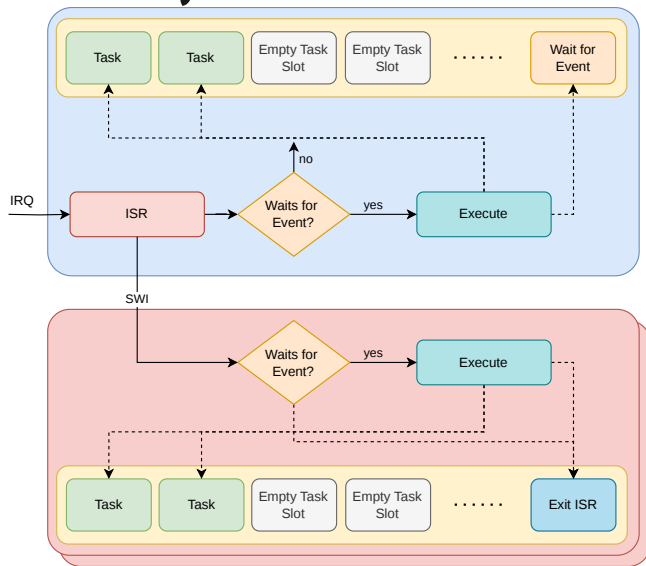 Task
Task
Empty Task
Slot
Empty Task
Slot
......
Wait for
Event
no
IRQ
ISR
Waits for
Event?
yes
Execute
SWI
Waits for
Event?
yes
Execute
Task
Task
Empty Task
Slot
Empty Task
Slot
......
Exit ISR